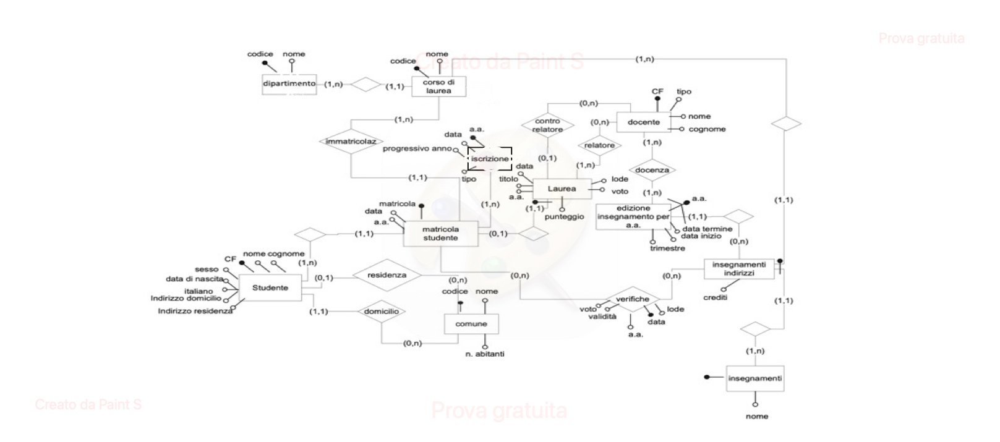 Prova gratuita
Creato da Paint S
codice
nome
dipartimento
(1,n)
(1,1)
codice
nome
corso di
laurea
(1,n)
(1,n)
immatricolaz
(1,1)
data
a.a.
progressivo anno
iscrizione
tipo
(1,n)
(0,n)
contro
relatore
(0,1)
CF
tipo
docente
nome
cognome
(0,n)
relatore
(1,n)
(1,n)
docenza
(1,n)
data
titolo
a.a.
Laurea
lode
voto
punteggio
(1,1)
(0,1)
edizione
insegnamento per
a.a.
a.a.
(1,1)
data termine
data inizio
trimestre
(0,n)
(1,1)
matricola
data
a.a.
matricola
studente
(1,1)
(1,n)
CF
nome cognome
sesso
data di nascita
italiano
Indirizzo domicilio
Indirizzo residenza
Studente
(0,1)
residenza
(0,n)
(1,1)
domicilio
(0,n)
codice
nome
comune
n. abitanti
(0,n)
verifiche
voto
validità
a.a.
data
lode
(0,n)
insegnamenti
indirizzi
crediti
(1,1)
(1,n)
insegnamenti
nome
Creato da Paint S
Prova gratuita